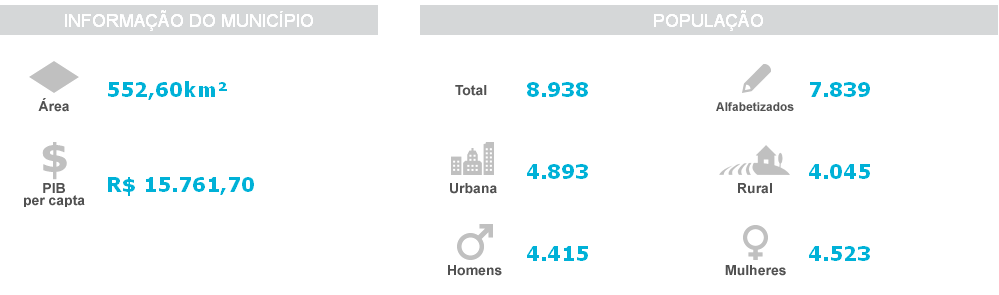 INFORMAÇÃO DO MUNICÍPIO
Área
552,60km²
PIB
per capta
R$ 15.761,70
POPULAÇÃO
Total
8.938
Alfabetizados
7.839
Urbana
4.893
Rural
4.045
Homens
4.415
Mulheres
4.523